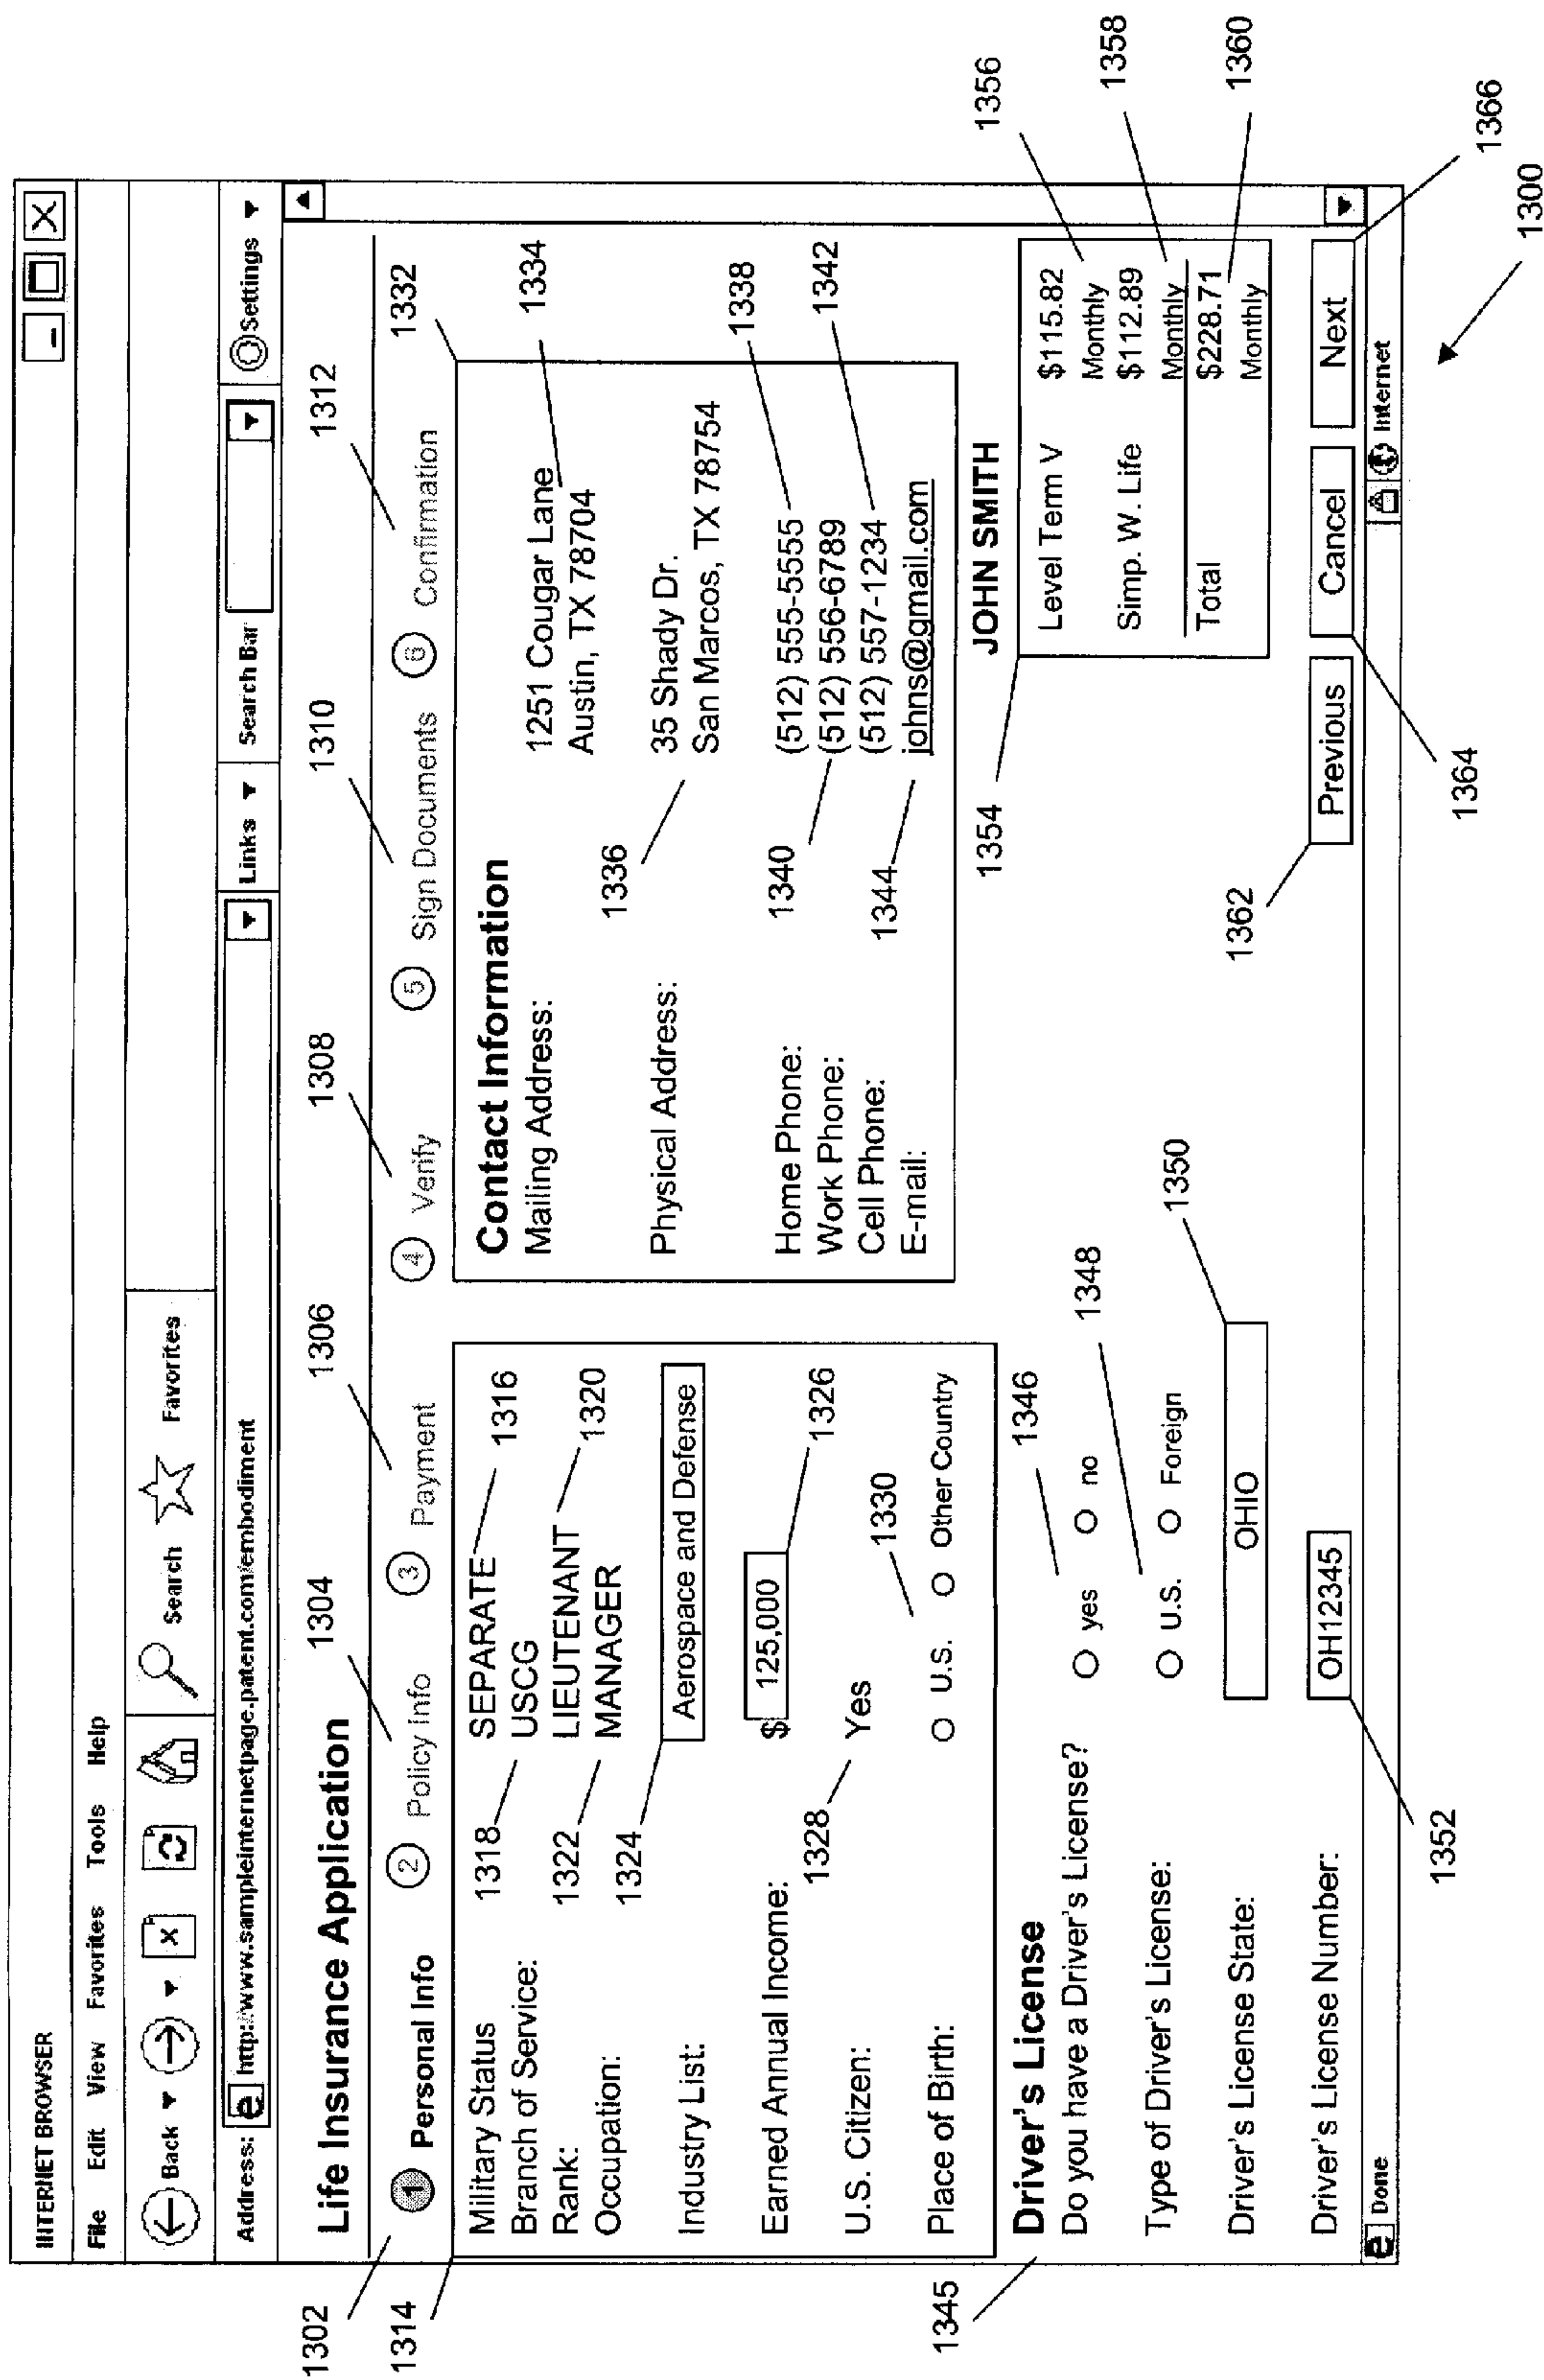 INTERNET BROWSER
File Edit View Favorites Tools Help
Back Search Favorites
Address: http://www.sampleinternetpage.patent.com/embodiment Links Search Bar Settings
Life Insurance Application
1304 1306 1308 1310 1312 1332
1302
1 Personal Info 2 Policy Info 3 Payment 4 Verify 5 Sign Documents 6 Confirmation
1314
Military Status SEPARATE 1316
1318
Branch of Service: USCG
Rank: LIEUTENANT 1320
1322
Occupation: MANAGER
1324
Industry List: Aerospace and Defense
Earned Annual Income: $ 125,000 1326
1328
U.S. Citizen: Yes
1330
Place of Birth: U.S. Other Country
Contact Information
Mailing Address: 1251 Cougar Lane 1334
Austin, TX 78704
1336
Physical Address: 35 Shady Dr.
San Marcos, TX 78754
1338
Home Phone: (512) 555-5555
1340
Work Phone: (512) 556-6789
1342
Cell Phone: (512) 557-1234
1344
E-mail: johns@gmail.com
1345
Driver's License
1346
Do you have a Driver's License? yes no
1348
Type of Driver's License: U.S. Foreign
1350
Driver's License State: OHIO
Driver's License Number: OH12345
1352
JOHN SMITH
1354
1356
Level Term V $115.82
Monthly
1358
Simp. W. Life $112.89
Monthly
1360
Total $228.71
Monthly
1362
Previous Cancel Next
1364
1366
Done Internet
1300